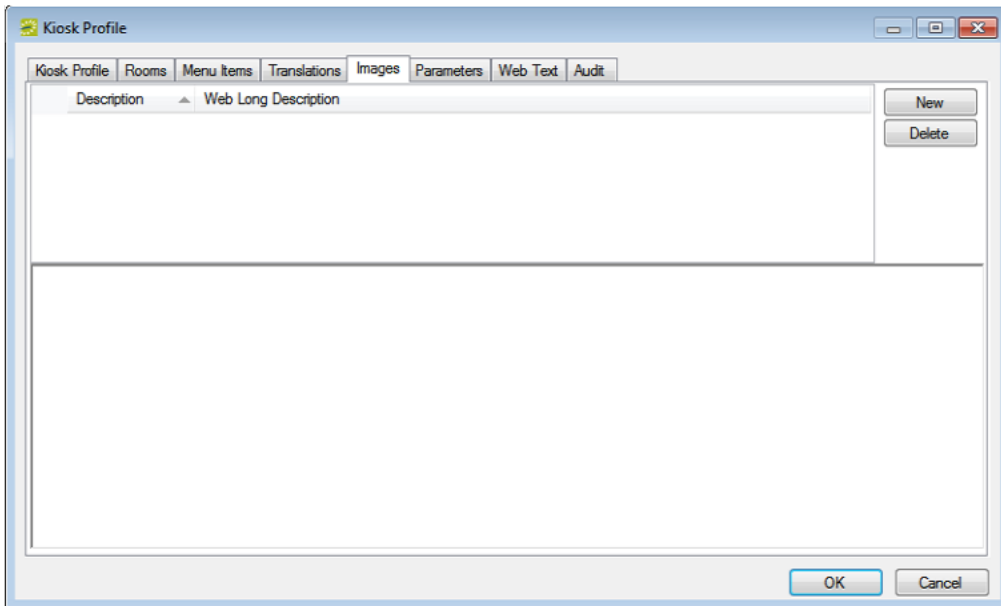 Kiosk Profile
Kiosk Profile Rooms Menu Items Translations Images Parameters Web Text Audit
Description Web Long Description
New
Delete
OK Cancel